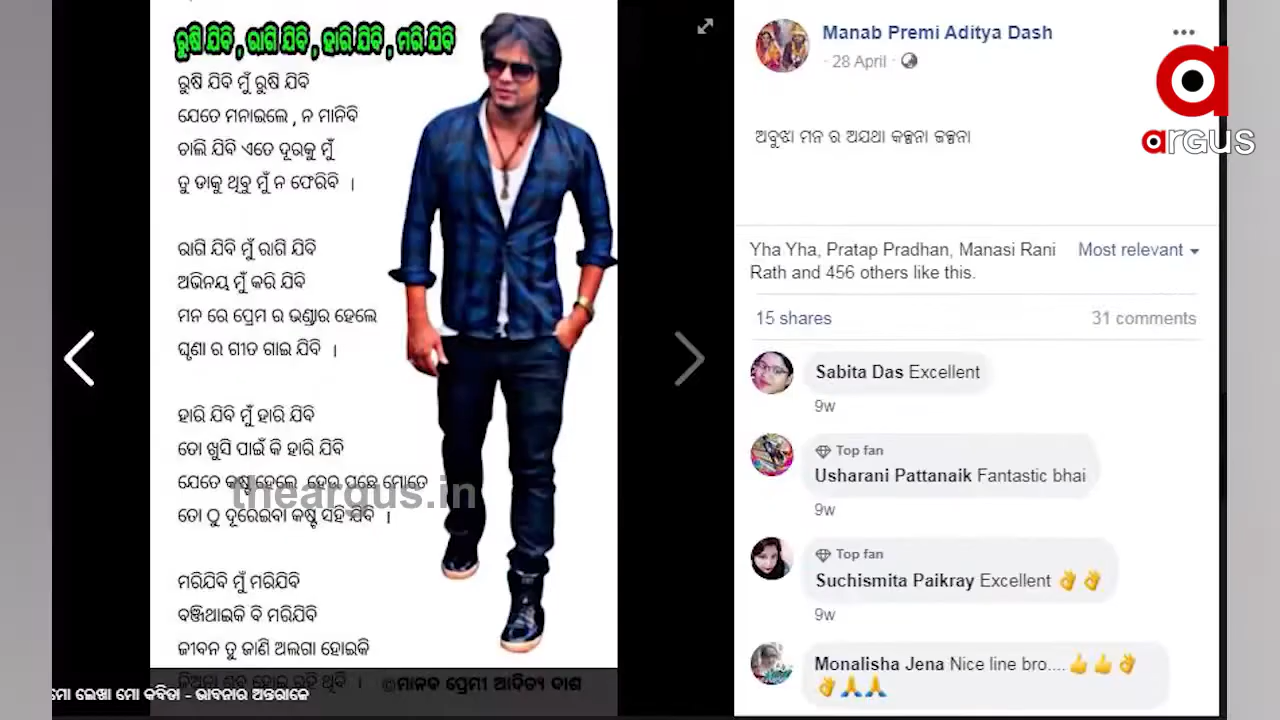 ରୁଷି ଯିବି , ରାଗି ଯିବି , ହାରି ଯିବି , ମରି ଯିବି
ରୁଷି ଯିବି ମୁଁ ରୁଷି ଯିବି
ଯେତେ ମନାଇଲେ , ନ ମାନିବି
ଚାଲି ଯିବି ଏତେ ଦୂରକୁ ମୁଁ
ତୁ ଡାକୁ ଥିବୁ ମୁଁ ନ ଫେରିବି ।
ରାଗି ଯିବି ମୁଁ ରାଗି ଯିବି
ଅଭିନୟ ମୁଁ କରି ଯିବି
ମନ ରେ ପ୍ରେମ ର ଭଣ୍ଡାର ହେଲେ
ଘୃଣା ର ଗୀତ ଗାଇ ଯିବି ।
ହାରି ଯିବି ମୁଁ ହାରି ଯିବି
ତୋ ଖୁସି ପାଇଁ କି ହାରି ଯିବି
ଯେତେ କଷ୍ଟ ହେଲେ ହେଉ ପଛେ ମୋତେ
ତୋ ଠୁ ଦୂରେଇବା କଷ୍ଟ ସହି ଯିବି ।
theargus.in
ମରିଯିବି ମୁଁ ମରିଯିବି
ବଞ୍ଚିଥାଇକି ବି ମରିଯିବି
ଜୀବନ ତୁ ଜାଣି ଅଲଗା ହୋଇକି
ଜିଅନ୍ତା ଶବ ହୋଇ ରହି ଥିବି ।
@ମାନବ ପ୍ରେମୀ ଆଦିତ୍ୟ ଦାଶ
ମୋ ଲେଖା ମୋ କବିତା - ଭାବନାର ଅନ୍ତରାଳେ
Manab Premi Aditya Dash
28 April
argus
ଅବୁଝା ମନ ର ଅଯଥା କଳ୍ପନା ଜଳ୍ପନା
Yha Yha, Pratap Pradhan, Manasi Rani
Rath and 456 others like this.
Most relevant
15 shares
31 comments
Sabita Das Excellent
9w
Top fan
Usharani Pattanaik Fantastic bhai
9w
Top fan
Suchismita Paikray Excellent 👌👌
9w
Monalisha Jena Nice line bro....👍👍👌
👌🙏🙏